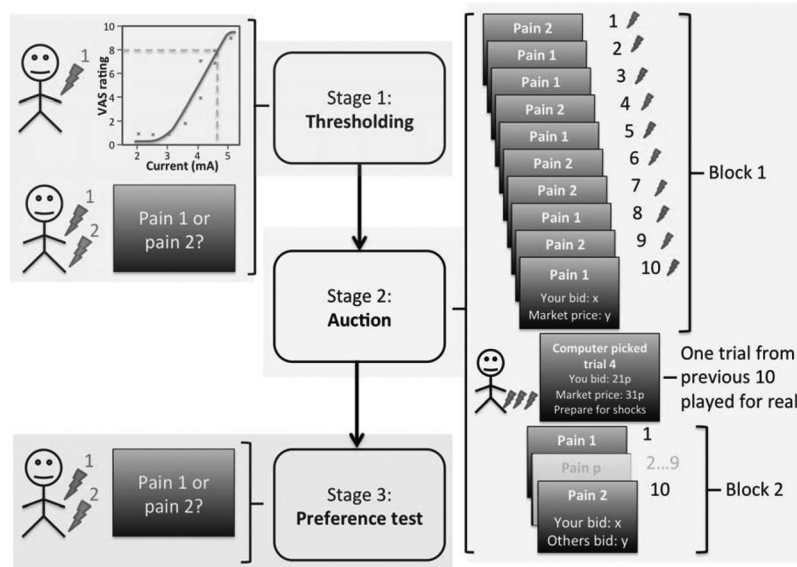 1
VAS rating
10
8
6
4
2
0
2 3 4 5
Current (mA)
1
2
Pain 1 or
pain 2?
Stage 1:
Thresholding
Stage 2:
Auction
1
2
Pain 1 or
pain 2?
Stage 3:
Preference test
Pain 2 1
Pain 1 2
Pain 1 3
Pain 2 4
Pain 1 5
Pain 2 6
Pain 2 7
Pain 1 8
Pain 2 9
Pain 1 10
Your bid: x
Market price: y
Block 1
Computer picked
trial 4
You bid: 21p
Market price: 31p
Prepare for shocks
One trial from
previous 10
played for real
Pain 1 1
Pain p 2...9
Pain 2 10
Your bid: x
Others bid: y
Block 2